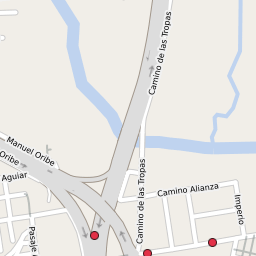 Camino de las Tropas
Manuel Oribe
Oribe
Aguiar
Camino de las Tropas
Camino Alianza
Imperio
Pasaje A